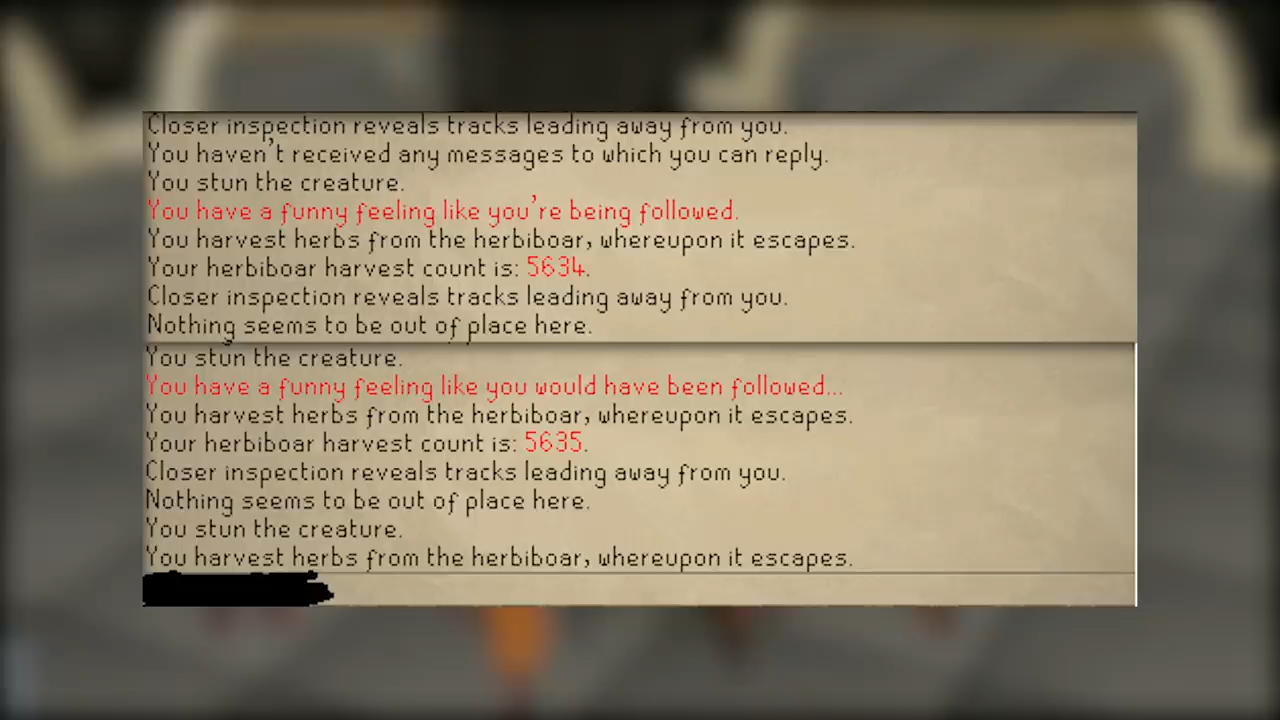 Closer inspection reveals tracks leading away from you.
You haven't received any messages to which you can reply.
You stun the creature.
You have a funny feeling like you're being followed.
You harvest herbs from the herbiboar, whereupon it escapes.
Your herbiboar harvest count is: 5634.
Closer inspection reveals tracks leading away from you.
Nothing seems to be out of place here.
You stun the creature.
You have a funny feeling like you would have been followed...
You harvest herbs from the herbiboar, whereupon it escapes.
Your herbiboar harvest count is: 5635.
Closer inspection reveals tracks leading away from you.
Nothing seems to be out of place here.
You stun the creature.
You harvest herbs from the herbiboar, whereupon it escapes.